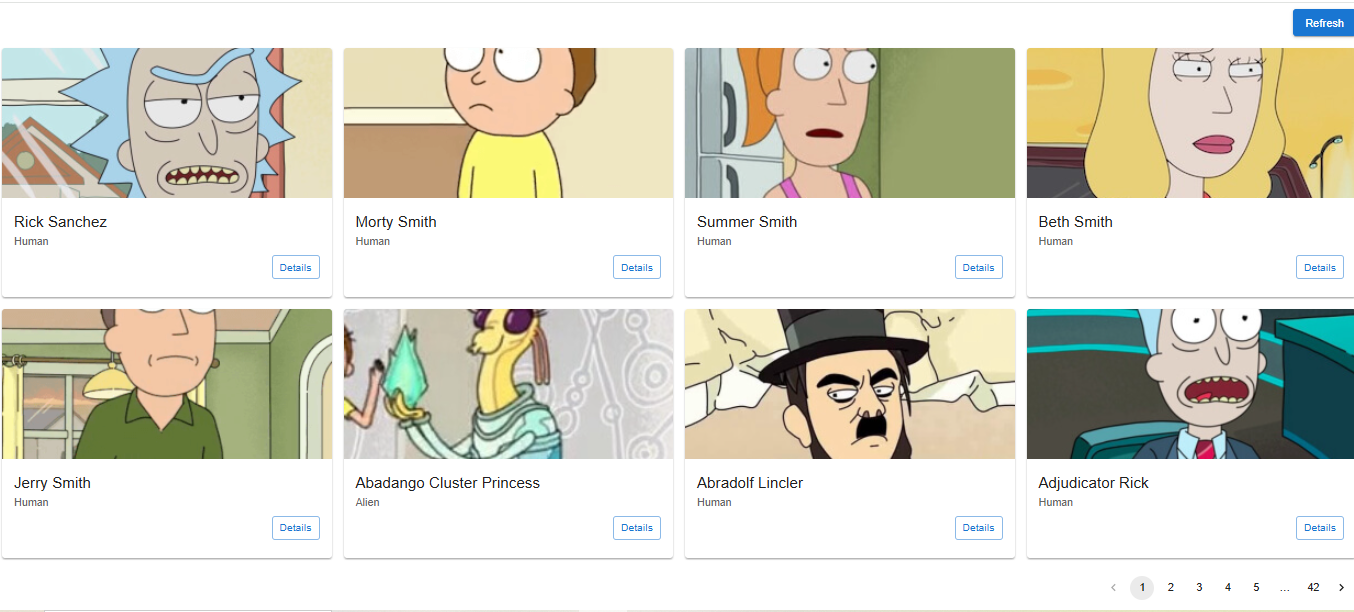 Refresh
Rick Sanchez
Human
Details
Morty Smith
Human
Details
Summer Smith
Human
Details
Beth Smith
Human
Details
Jerry Smith
Human
Details
Abadango Cluster Princess
Alien
Details
Abradolf Lincler
Human
Details
Adjudicator Rick
Human
Details
‹ 1 2 3 4 5 … 42 ›